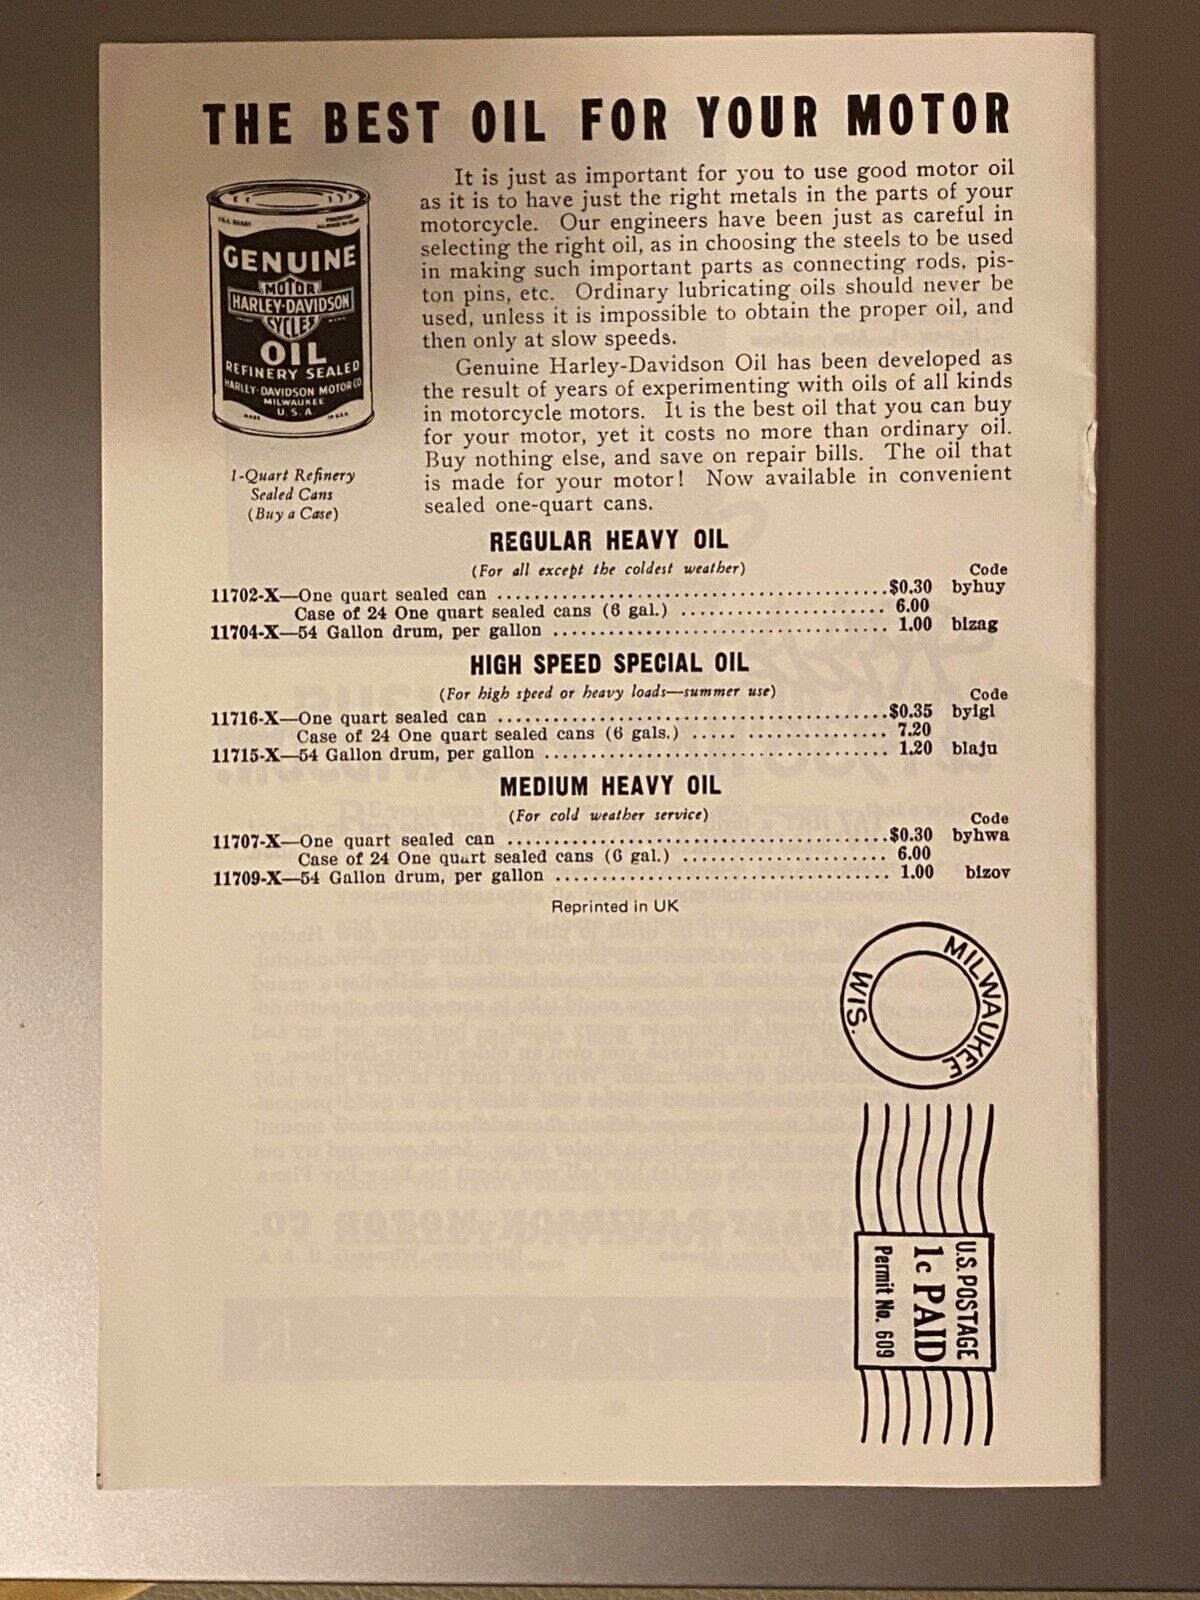 THE BEST OIL FOR YOUR MOTOR
It is just as important for you to use good motor oil
as it is to have just the right metals in the parts of your
motorcycle. Our engineers have been just as careful in
selecting the right oil, as in choosing the steels to be used
in making such important parts as connecting rods, pis-
ton pins, etc. Ordinary lubricating oils should never be
used, unless it is impossible to obtain the proper oil, and
then only at slow speeds.
Genuine Harley-Davidson Oil has been developed as
the result of years of experimenting with oils of all kinds
in motorcycle motors. It is the best oil that you can buy
for your motor, yet it costs no more than ordinary oil.
Buy nothing else, and save on repair bills. The oil that
is made for your motor! Now available in convenient
sealed one-quart cans.
GENUINE
MOTOR
HARLEY-DAVIDSON
CYCLES
OIL
REFINERY SEALED
HARLEY-DAVIDSON MOTOR CO
MILWAUKEE
U.S.A.
1-Quart Refinery
Sealed Cans
(Buy a Case)
REGULAR HEAVY OIL
(For all except the coldest weather) Code
11702-X—One quart sealed can $0.30 byhuy
Case of 24 One quart sealed cans (6 gal.) 6.00
11704-X—54 Gallon drum, per gallon 1.00 blzag
HIGH SPEED SPECIAL OIL
(For high speed or heavy loads—summer use) Code
11716-X—One quart sealed can $0.35 byigl
Case of 24 One quart sealed cans (6 gals.) 7.20
11715-X—54 Gallon drum, per gallon 1.20 blaju
MEDIUM HEAVY OIL
(For cold weather service) Code
11707-X—One quart sealed can $0.30 byhwa
Case of 24 One quart sealed cans (6 gal.) 6.00
11709-X—54 Gallon drum, per gallon 1.00 blzov
Reprinted in UK
MILWAUKEE
WIS.
U.S. POSTAGE
1c PAID
Permit No. 609